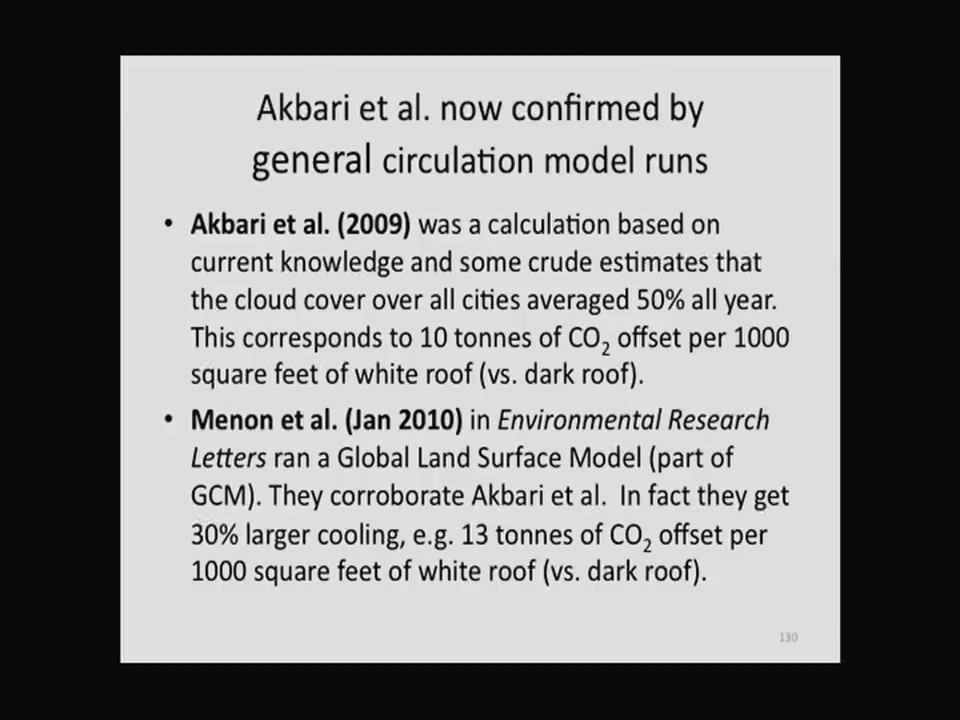 Akbari et al. now confirmed by
general circulation model runs
• Akbari et al. (2009) was a calculation based on
current knowledge and some crude estimates that
the cloud cover over all cities averaged 50% all year.
This corresponds to 10 tonnes of CO2 offset per 1000
square feet of white roof (vs. dark roof).
• Menon et al. (Jan 2010) in Environmental Research
Letters ran a Global Land Surface Model (part of
GCM). They corroborate Akbari et al.  In fact they get
30% larger cooling, e.g. 13 tonnes of CO2 offset per
1000 square feet of white roof (vs. dark roof).
130